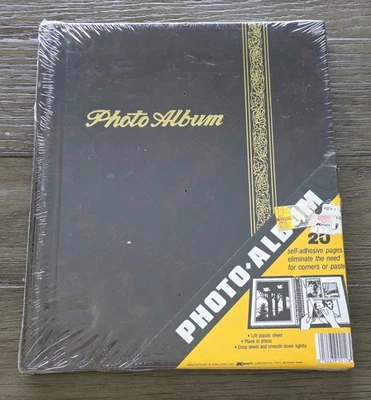 Photo Album
PHOTO•ALBUM
20
self-adhesive pages
eliminate the need
for corners or paste
• Lift plastic sheet
• Place in photo
• Drop sheet and smooth down lightly